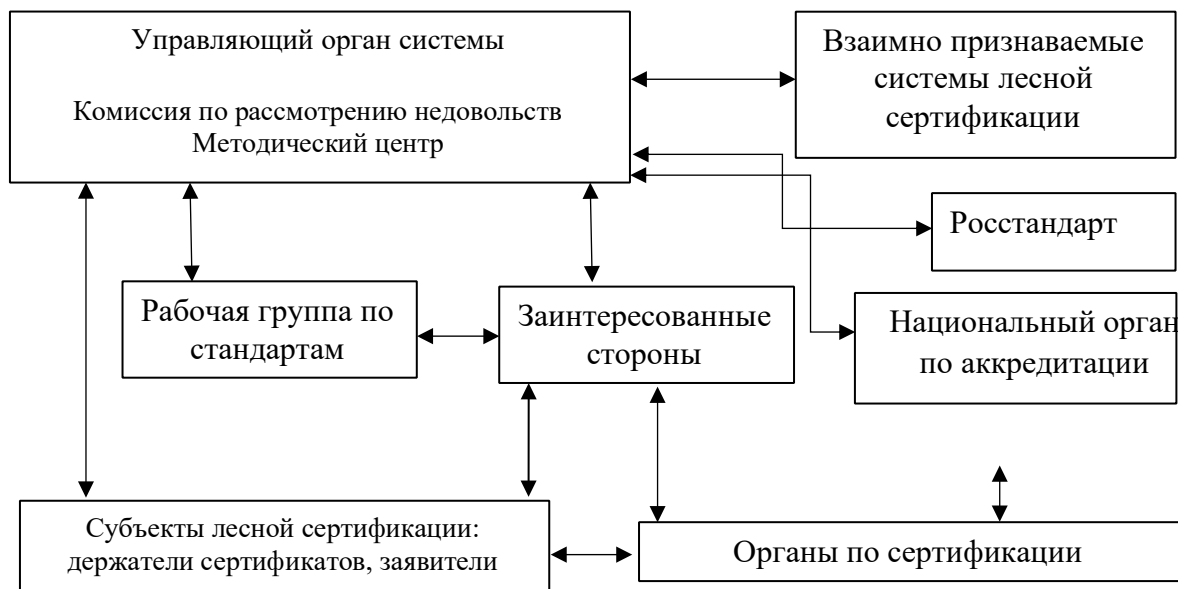 Управляющий орган системы
Комиссия по рассмотрению недовольств
Методический центр
Взаимно признаваемые
системы лесной
сертификации
Росстандарт
Рабочая группа по
стандартам
Заинтересованные
стороны
Национальный орган
по аккредитации
Субъекты лесной сертификации:
держатели сертификатов, заявители
Органы по сертификации